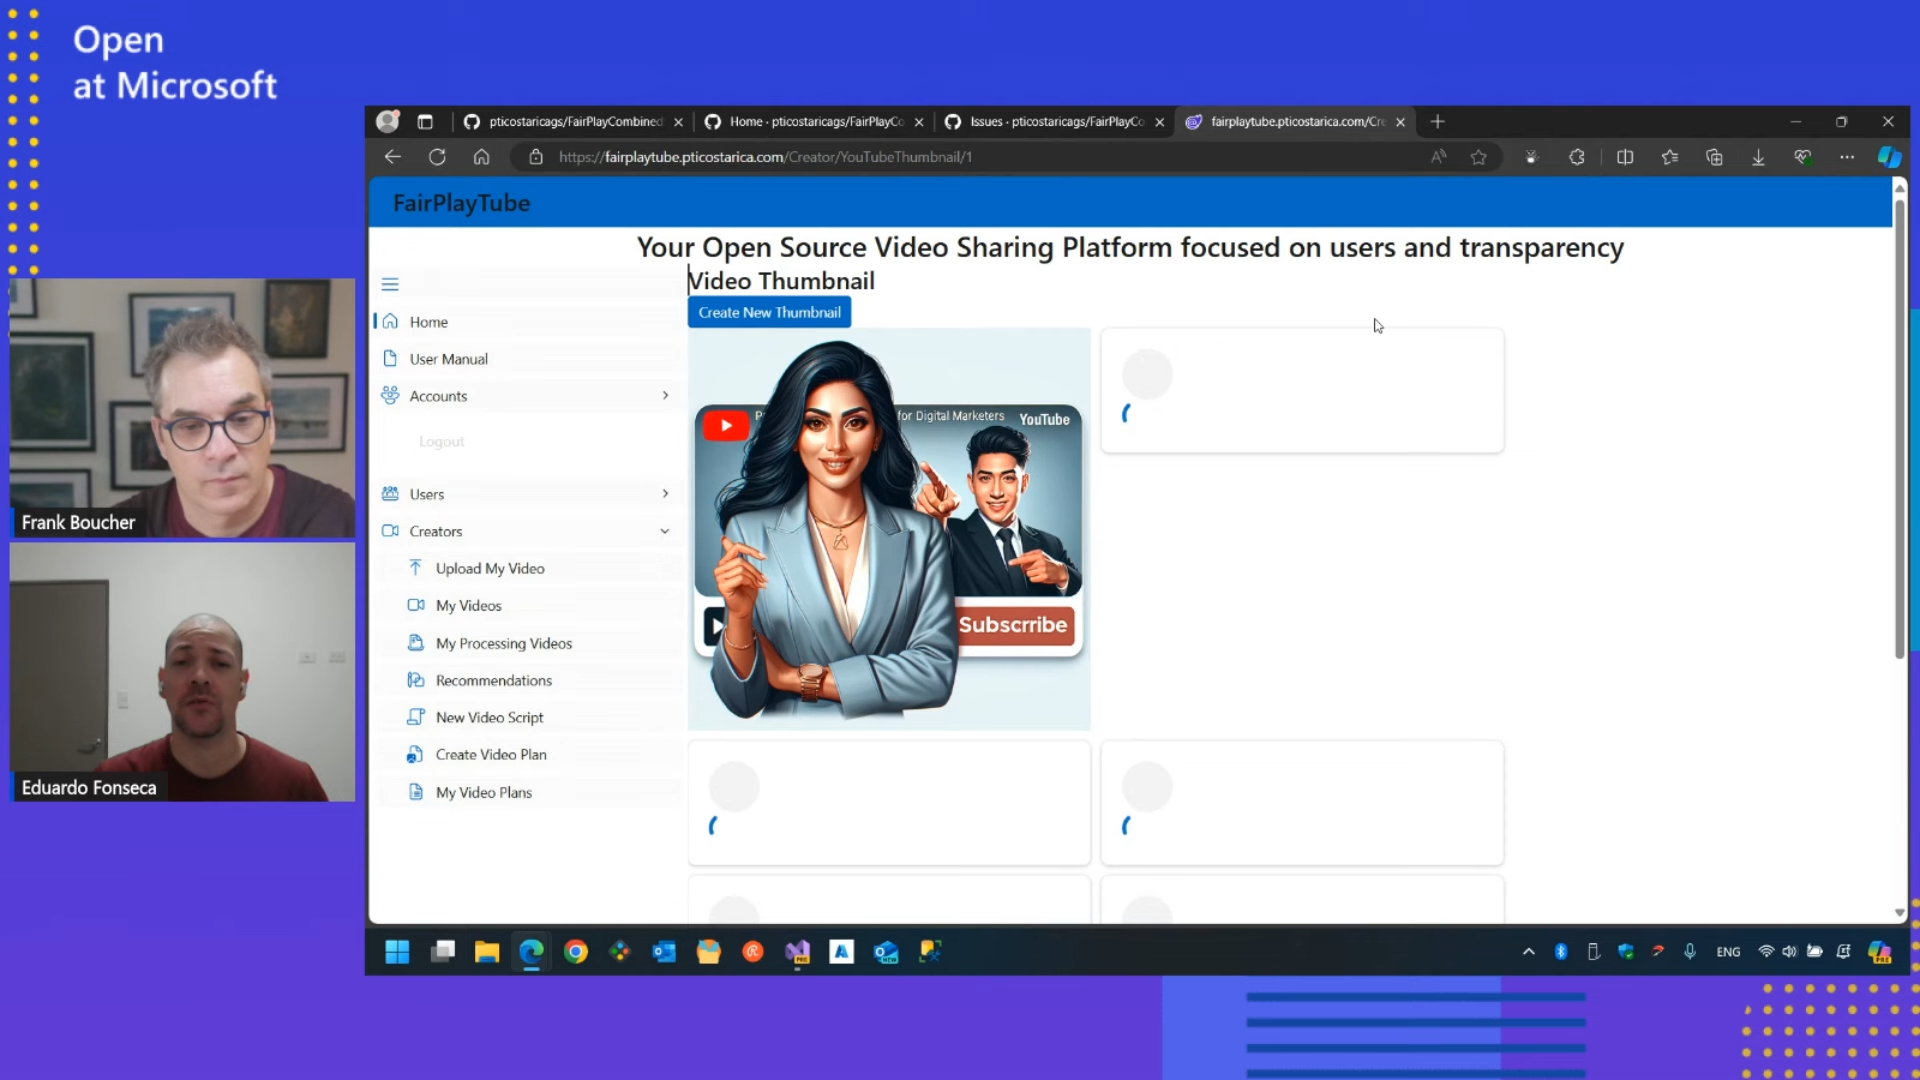 Open
at Microsoft
pticostaricags/FairPlayCombined
Home · pticostaricags/FairPlayCo
Issues · pticostaricags/FairPlayCo
fairplaytube.pticostarica.com/Cre
https://fairplaytube.pticostarica.com/Creator/YouTubeThumbnail/1
FairPlayTube
Your Open Source Video Sharing Platform focused on users and transparency
Video Thumbnail
Create New Thumbnail
Home
User Manual
Accounts
Logout
Users
Creators
Upload My Video
My Videos
My Processing Videos
Recommendations
New Video Script
Create Video Plan
My Video Plans
for Digital Marketers
YouTube
Subscrribe
Frank Boucher
Eduardo Fonseca
ENG